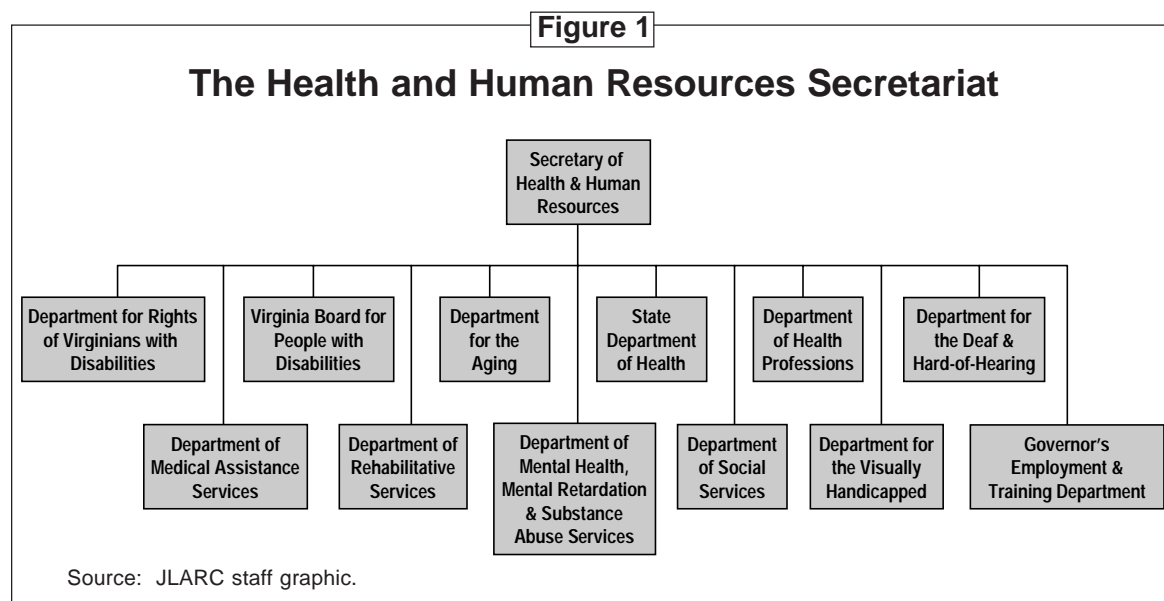 Figure 1
The Health and Human Resources Secretariat
Secretary of
Health & Human
Resources
Department for Rights
of Virginians with
Disabilities
Virginia Board for
People with
Disabilities
Department
for the
Aging
State
Department
of Health
Department
of Health
Professions
Department for
the Deaf &
Hard-of-Hearing
Department of
Medical Assistance
Services
Department of
Rehabilitative
Services
Department of
Mental Health,
Mental Retardation
& Substance
Abuse Services
Department
of Social
Services
Department for
the Visually
Handicapped
Governor's
Employment &
Training Department
Source: JLARC staff graphic.